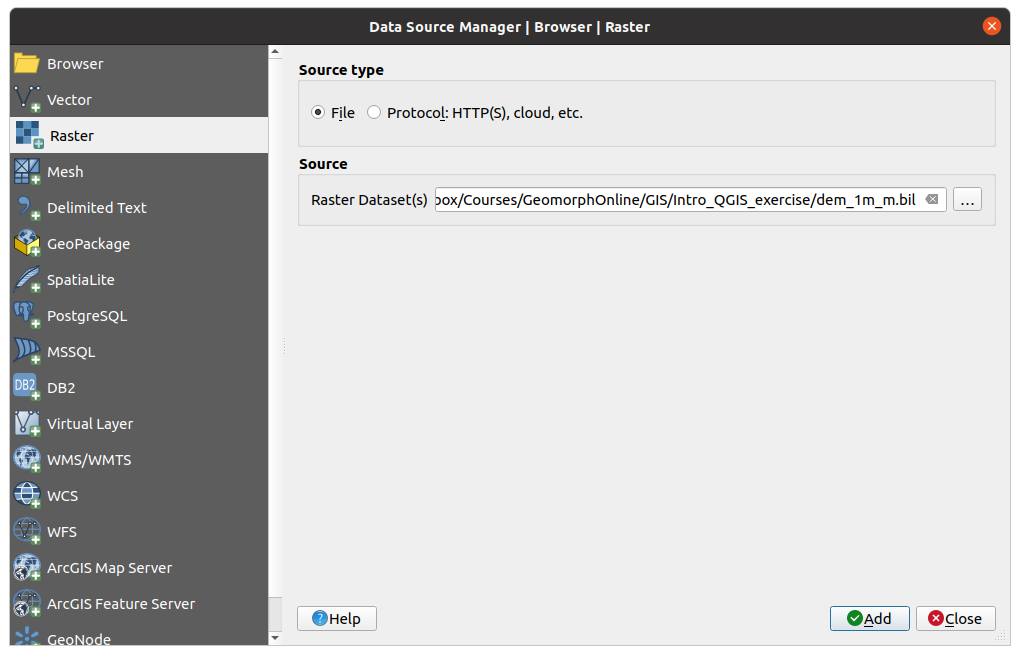 Data Source Manager | Browser | Raster
Browser
Vector
Raster
Mesh
Delimited Text
GeoPackage
SpatiaLite
PostgreSQL
MSSQL
DB2 DB2
Virtual Layer
WMS/WMTS
WCS
WFS
ArcGIS Map Server
ArcGIS Feature Server
GeoNode
Source type
File Protocol: HTTP(S), cloud, etc.
Source
Raster Dataset(s) box/Courses/GeomorphOnline/GIS/Intro_QGIS_exercise/dem_1m_m.bil ...
Help Add Close